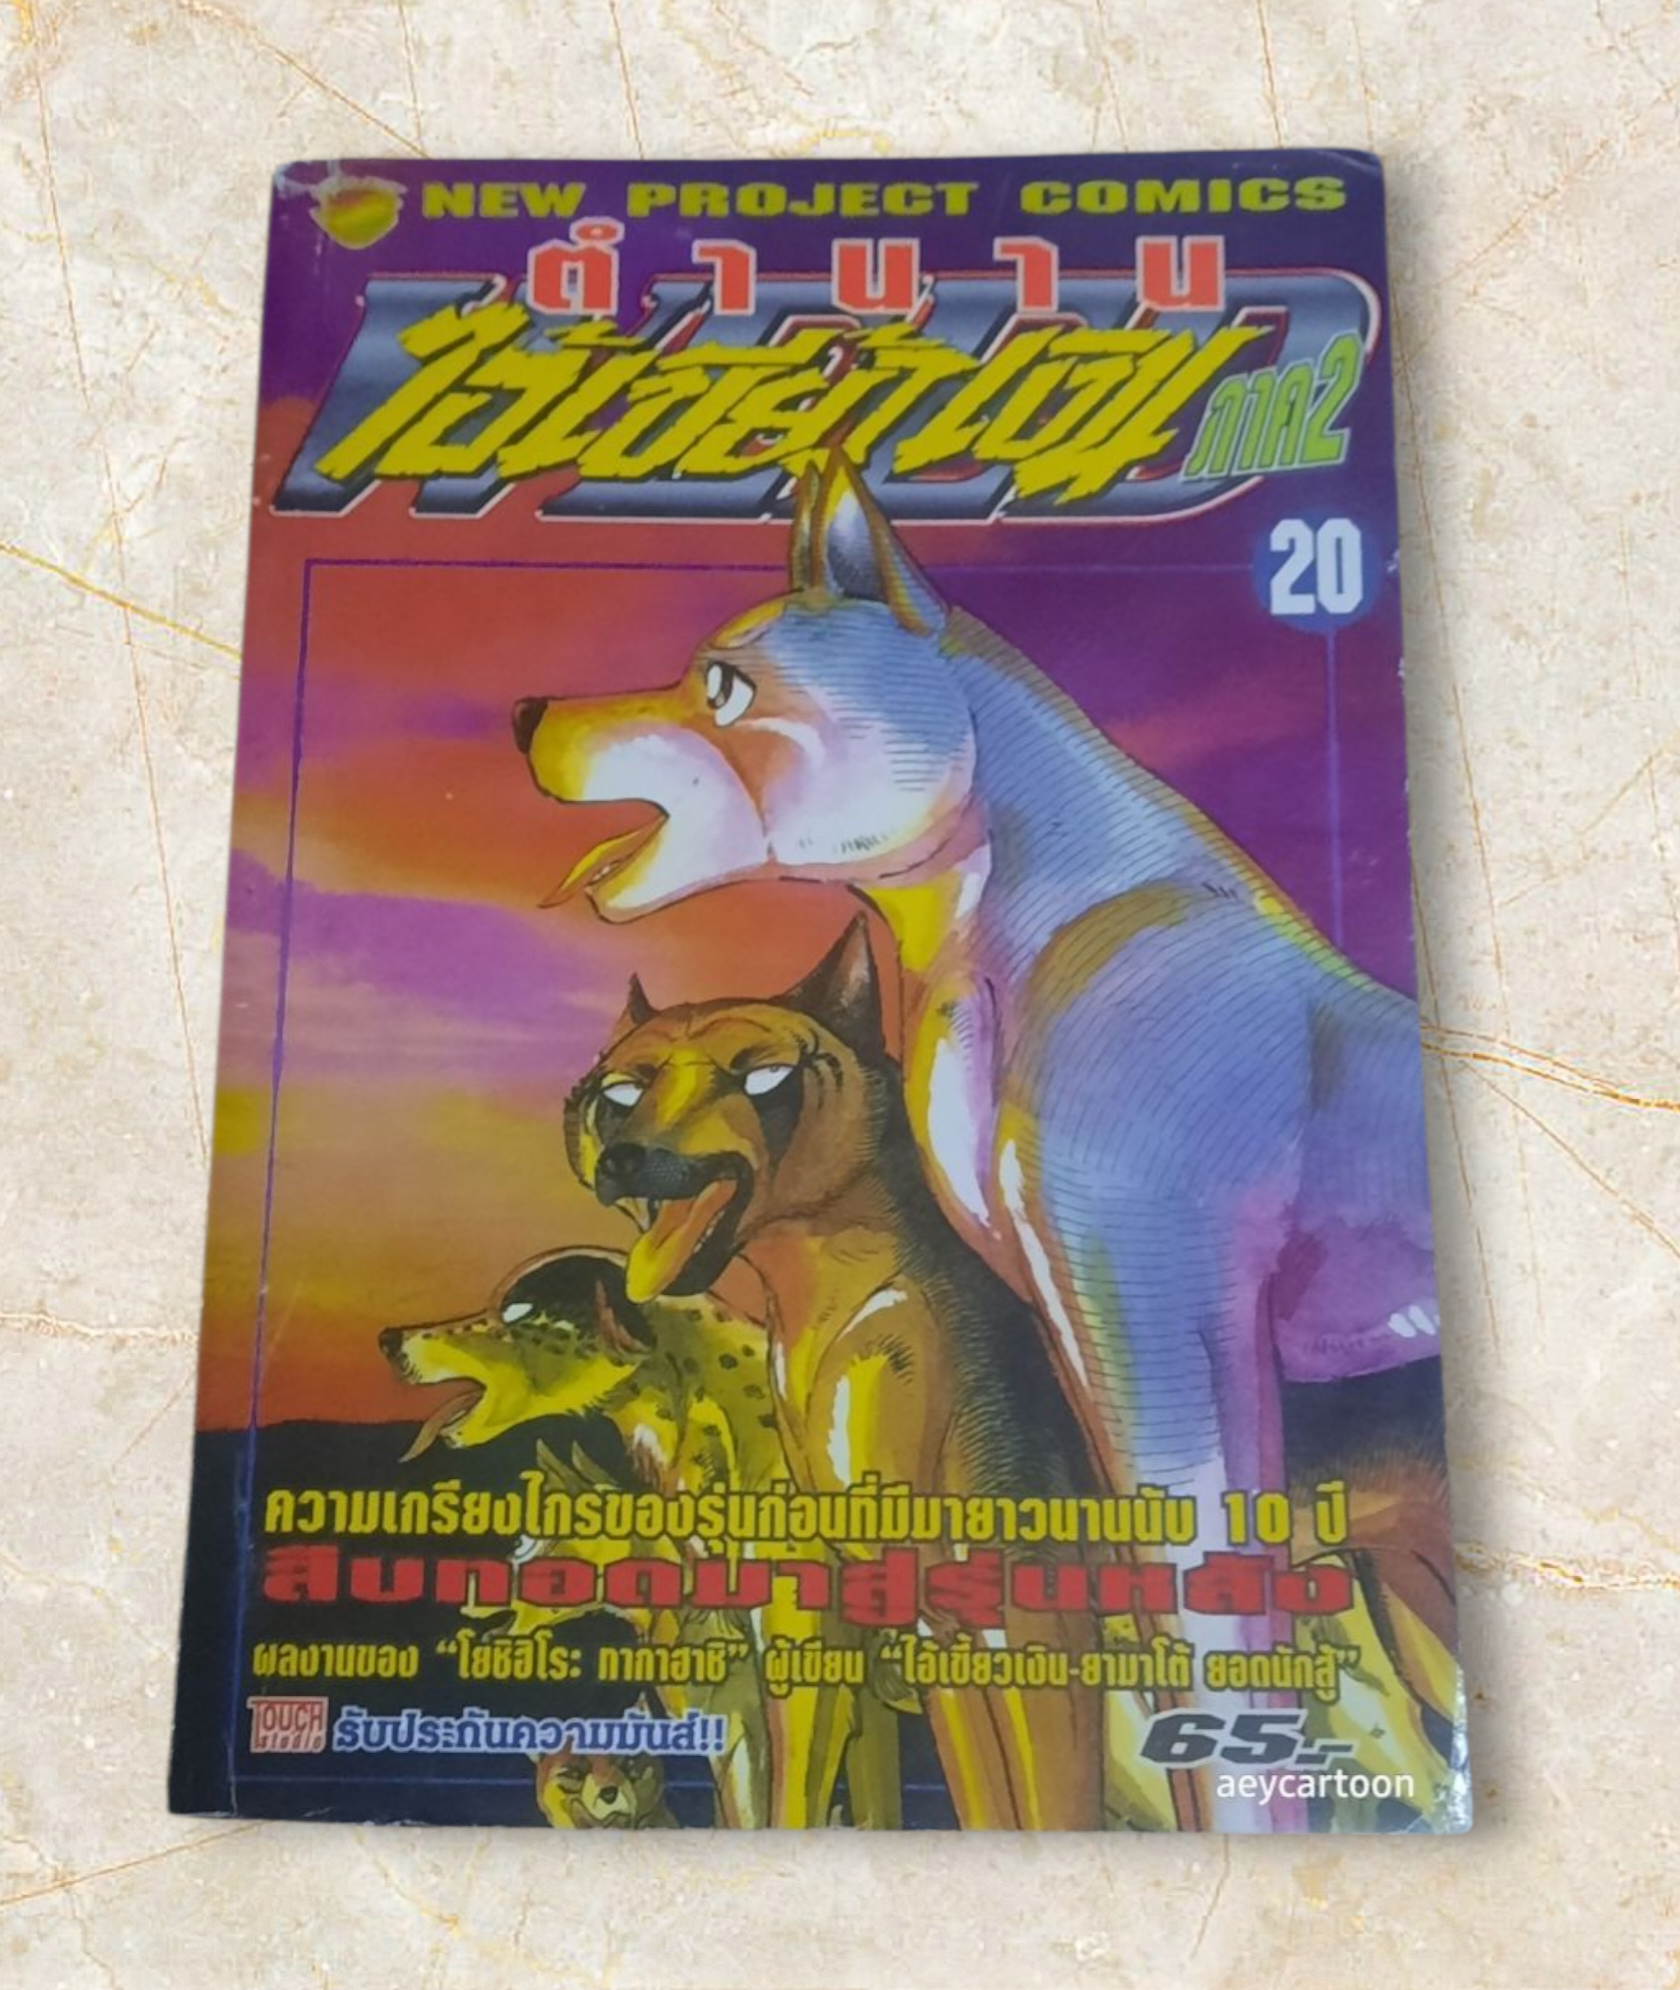 NEW PROJECT COMICS
ตำนาน
WEED
ไอ้เขี้ยวเงิน ภาค2
20
ความเกรียงไกรของรุ่นก่อนที่มีมายาวนานนับ 10 ปี
สืบทอดมาสู่รุ่นหลัง
ผลงานของ “โยชิฮิโระ ทากาฮาชิ” ผู้เขียน “ไอ้เขี้ยวเงิน-ยามาโต้ ยอดนักสู้”
TOUCH studio รับประกันความมันส์!!
65.-
aeycartoon